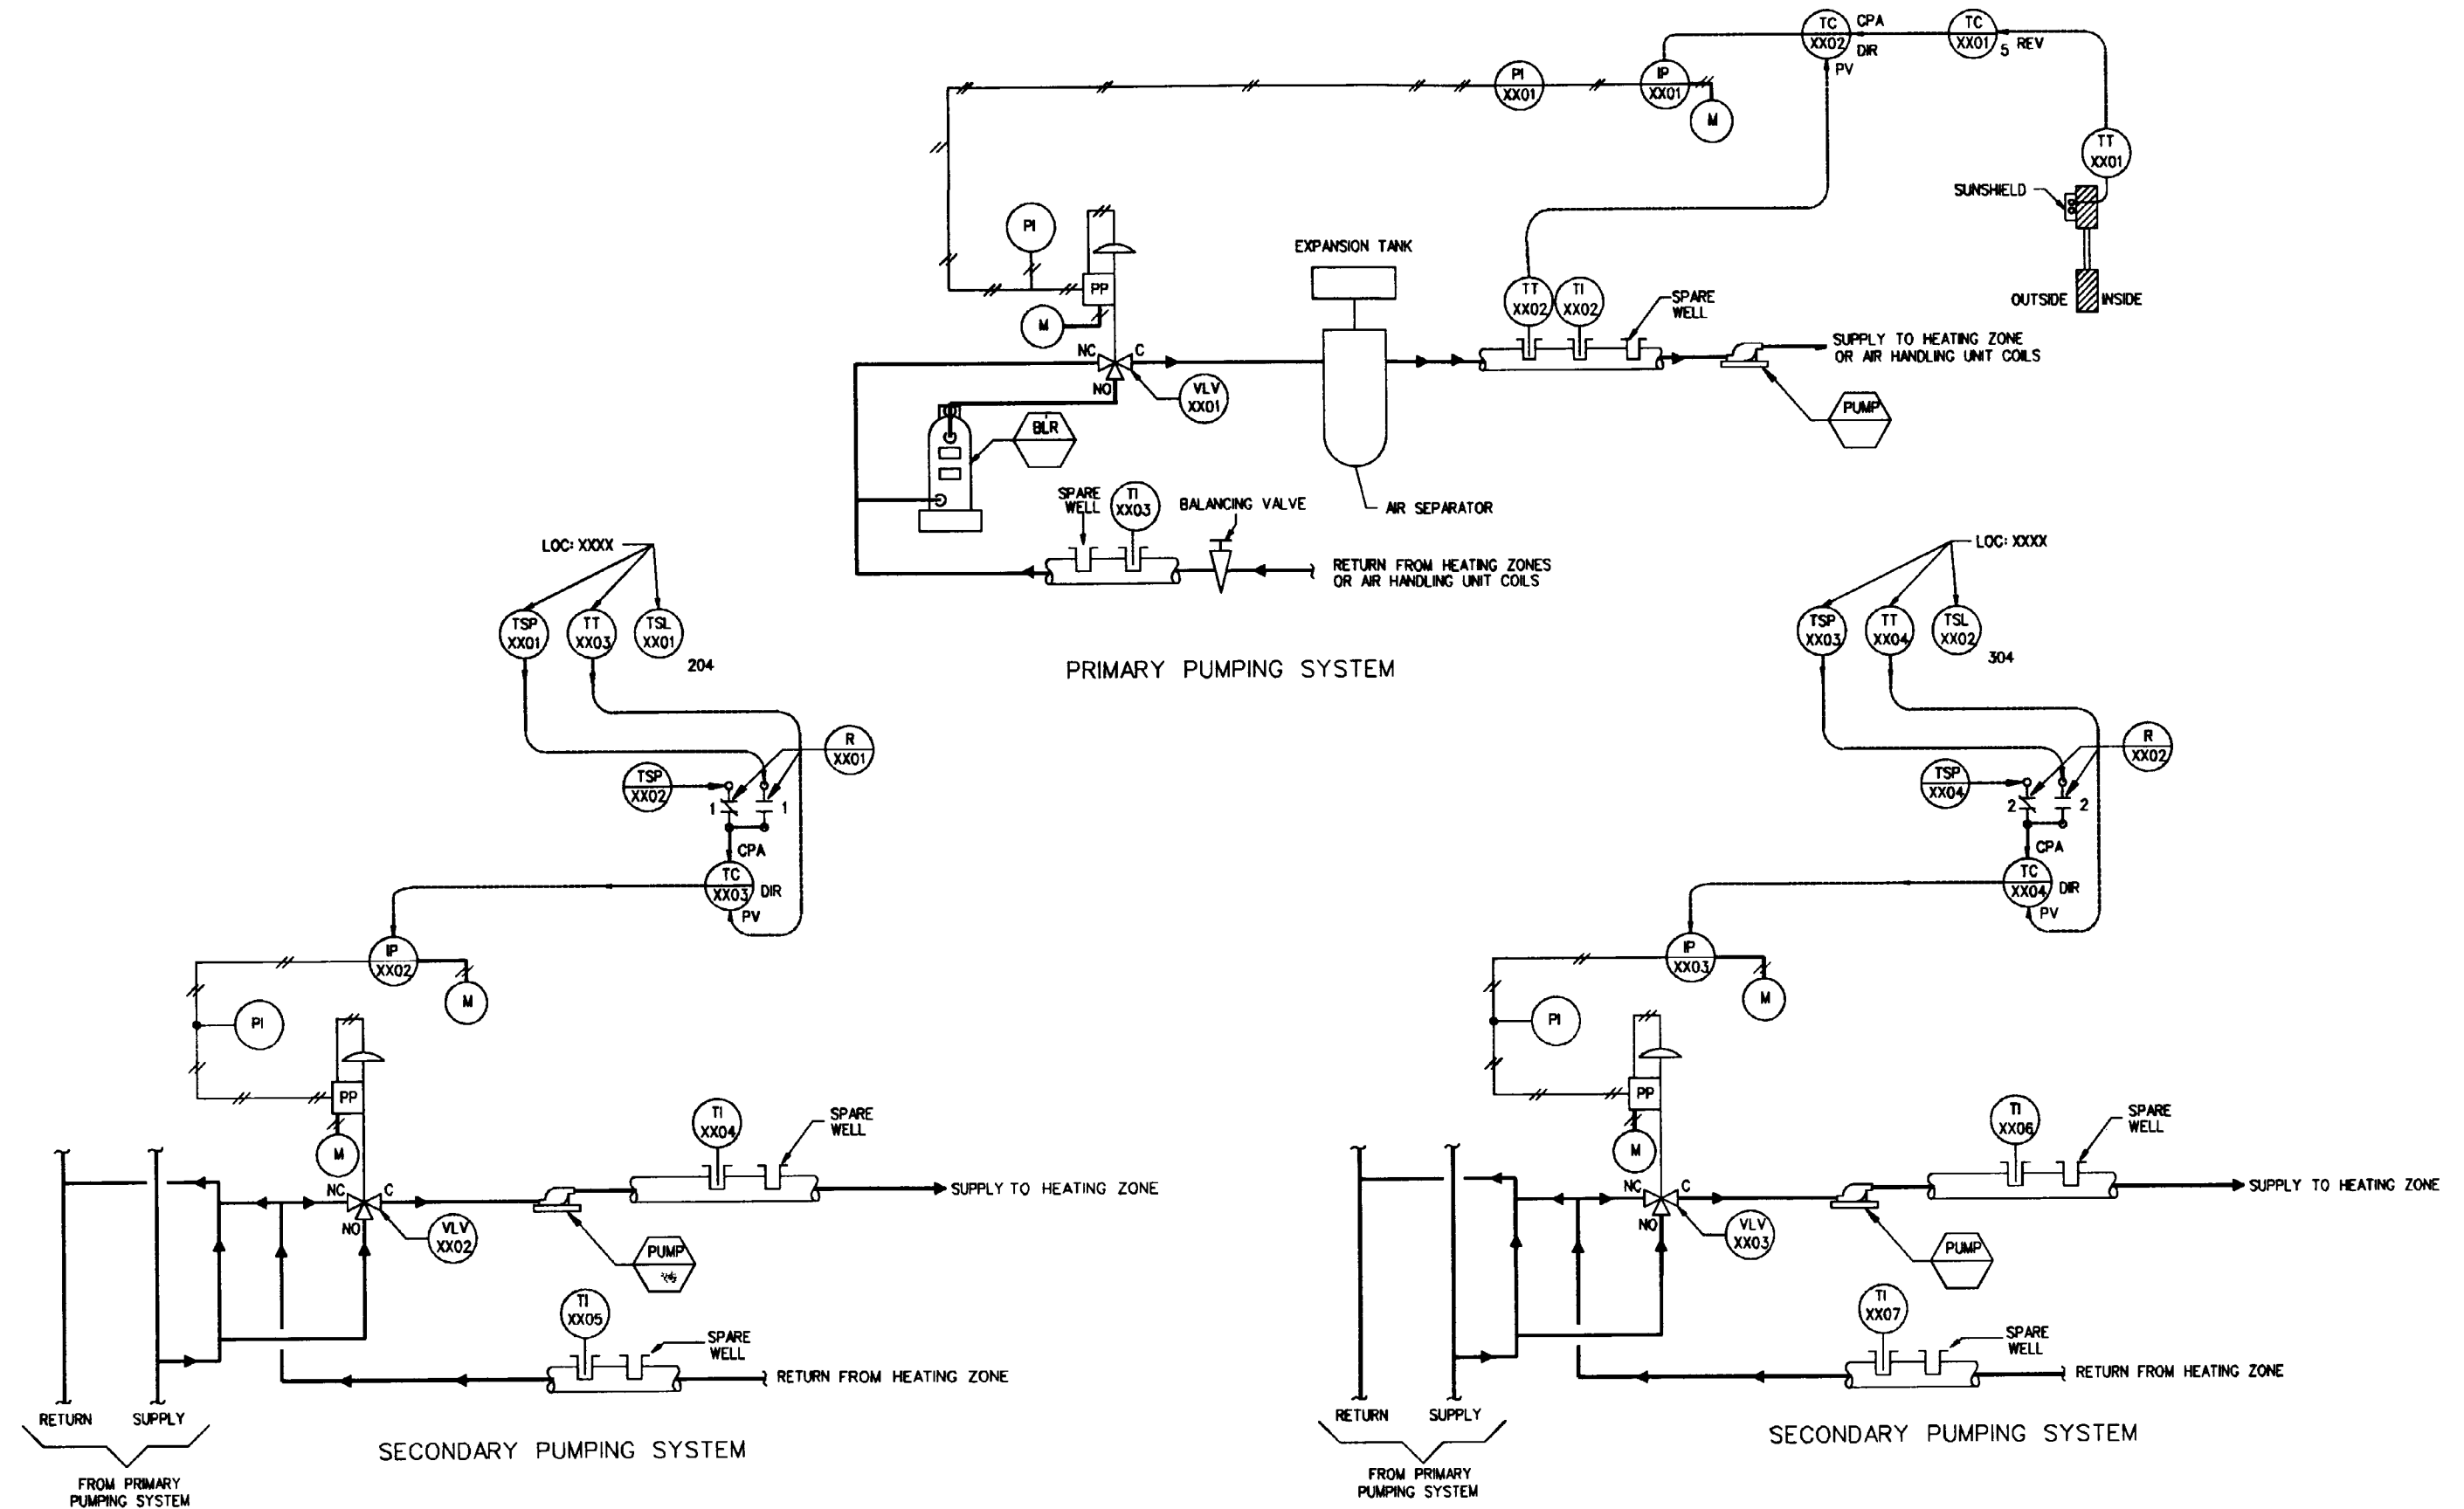 TC
XX02
CPA
DIR
PV
TC
XX01
5 REV
PI
XX01
IP
XX01
M
TT
XX01
SUNSHIELD
OUTSIDE
INSIDE
PI
PP
M
EXPANSION TANK
TT
XX02
TI
XX02
SPARE
WELL
NC
C
NO
VLV
XX01
SUPPLY TO HEATING ZONE
OR AIR HANDLING UNIT COILS
PUMP
BLR
SPARE
WELL
TI
XX03
BALANCING VALVE
AIR SEPARATOR
RETURN FROM HEATING ZONES
OR AIR HANDLING UNIT COILS
PRIMARY PUMPING SYSTEM
LOC: XXXX
TSP
XX01
TT
XX03
TSL
XX01
204
R
XX01
TSP
XX02
1
1
CPA
TC
XX03
DIR
PV
IP
XX02
M
PI
PP
M
NC
C
NO
VLV
XX02
TI
XX04
SPARE
WELL
SUPPLY TO HEATING ZONE
PUMP
TI
XX05
SPARE
WELL
RETURN FROM HEATING ZONE
RETURN
SUPPLY
FROM PRIMARY
PUMPING SYSTEM
SECONDARY PUMPING SYSTEM
LOC: XXXX
TSP
XX03
TT
XX04
TSL
XX02
304
R
XX02
TSP
XX04
2
2
CPA
TC
XX04
DIR
PV
IP
XX03
M
PI
PP
M
NC
C
NO
VLV
XX03
TI
XX06
SPARE
WELL
SUPPLY TO HEATING ZONE
PUMP
TI
XX07
SPARE
WELL
RETURN FROM HEATING ZONE
RETURN
SUPPLY
FROM PRIMARY
PUMPING SYSTEM
SECONDARY PUMPING SYSTEM